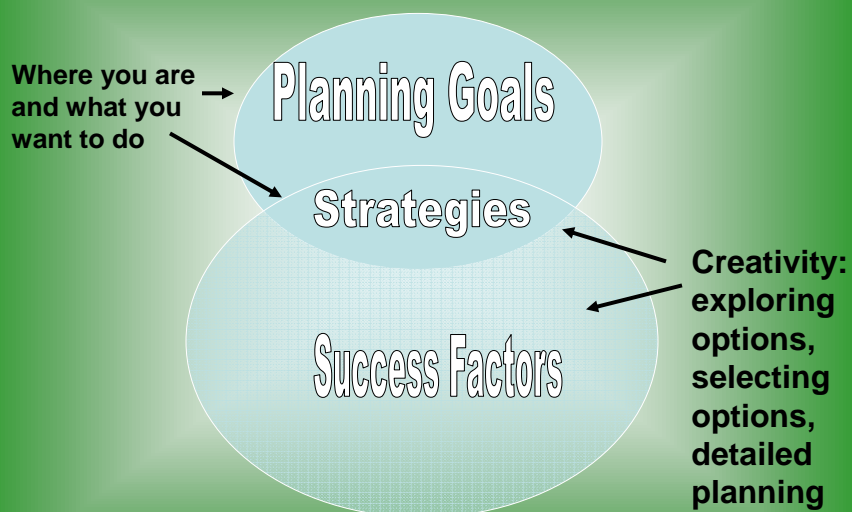 Where you are
and what you
want to do
Planning Goals
Strategies
Success Factors
Creativity:
exploring
options,
selecting
options,
detailed
planning